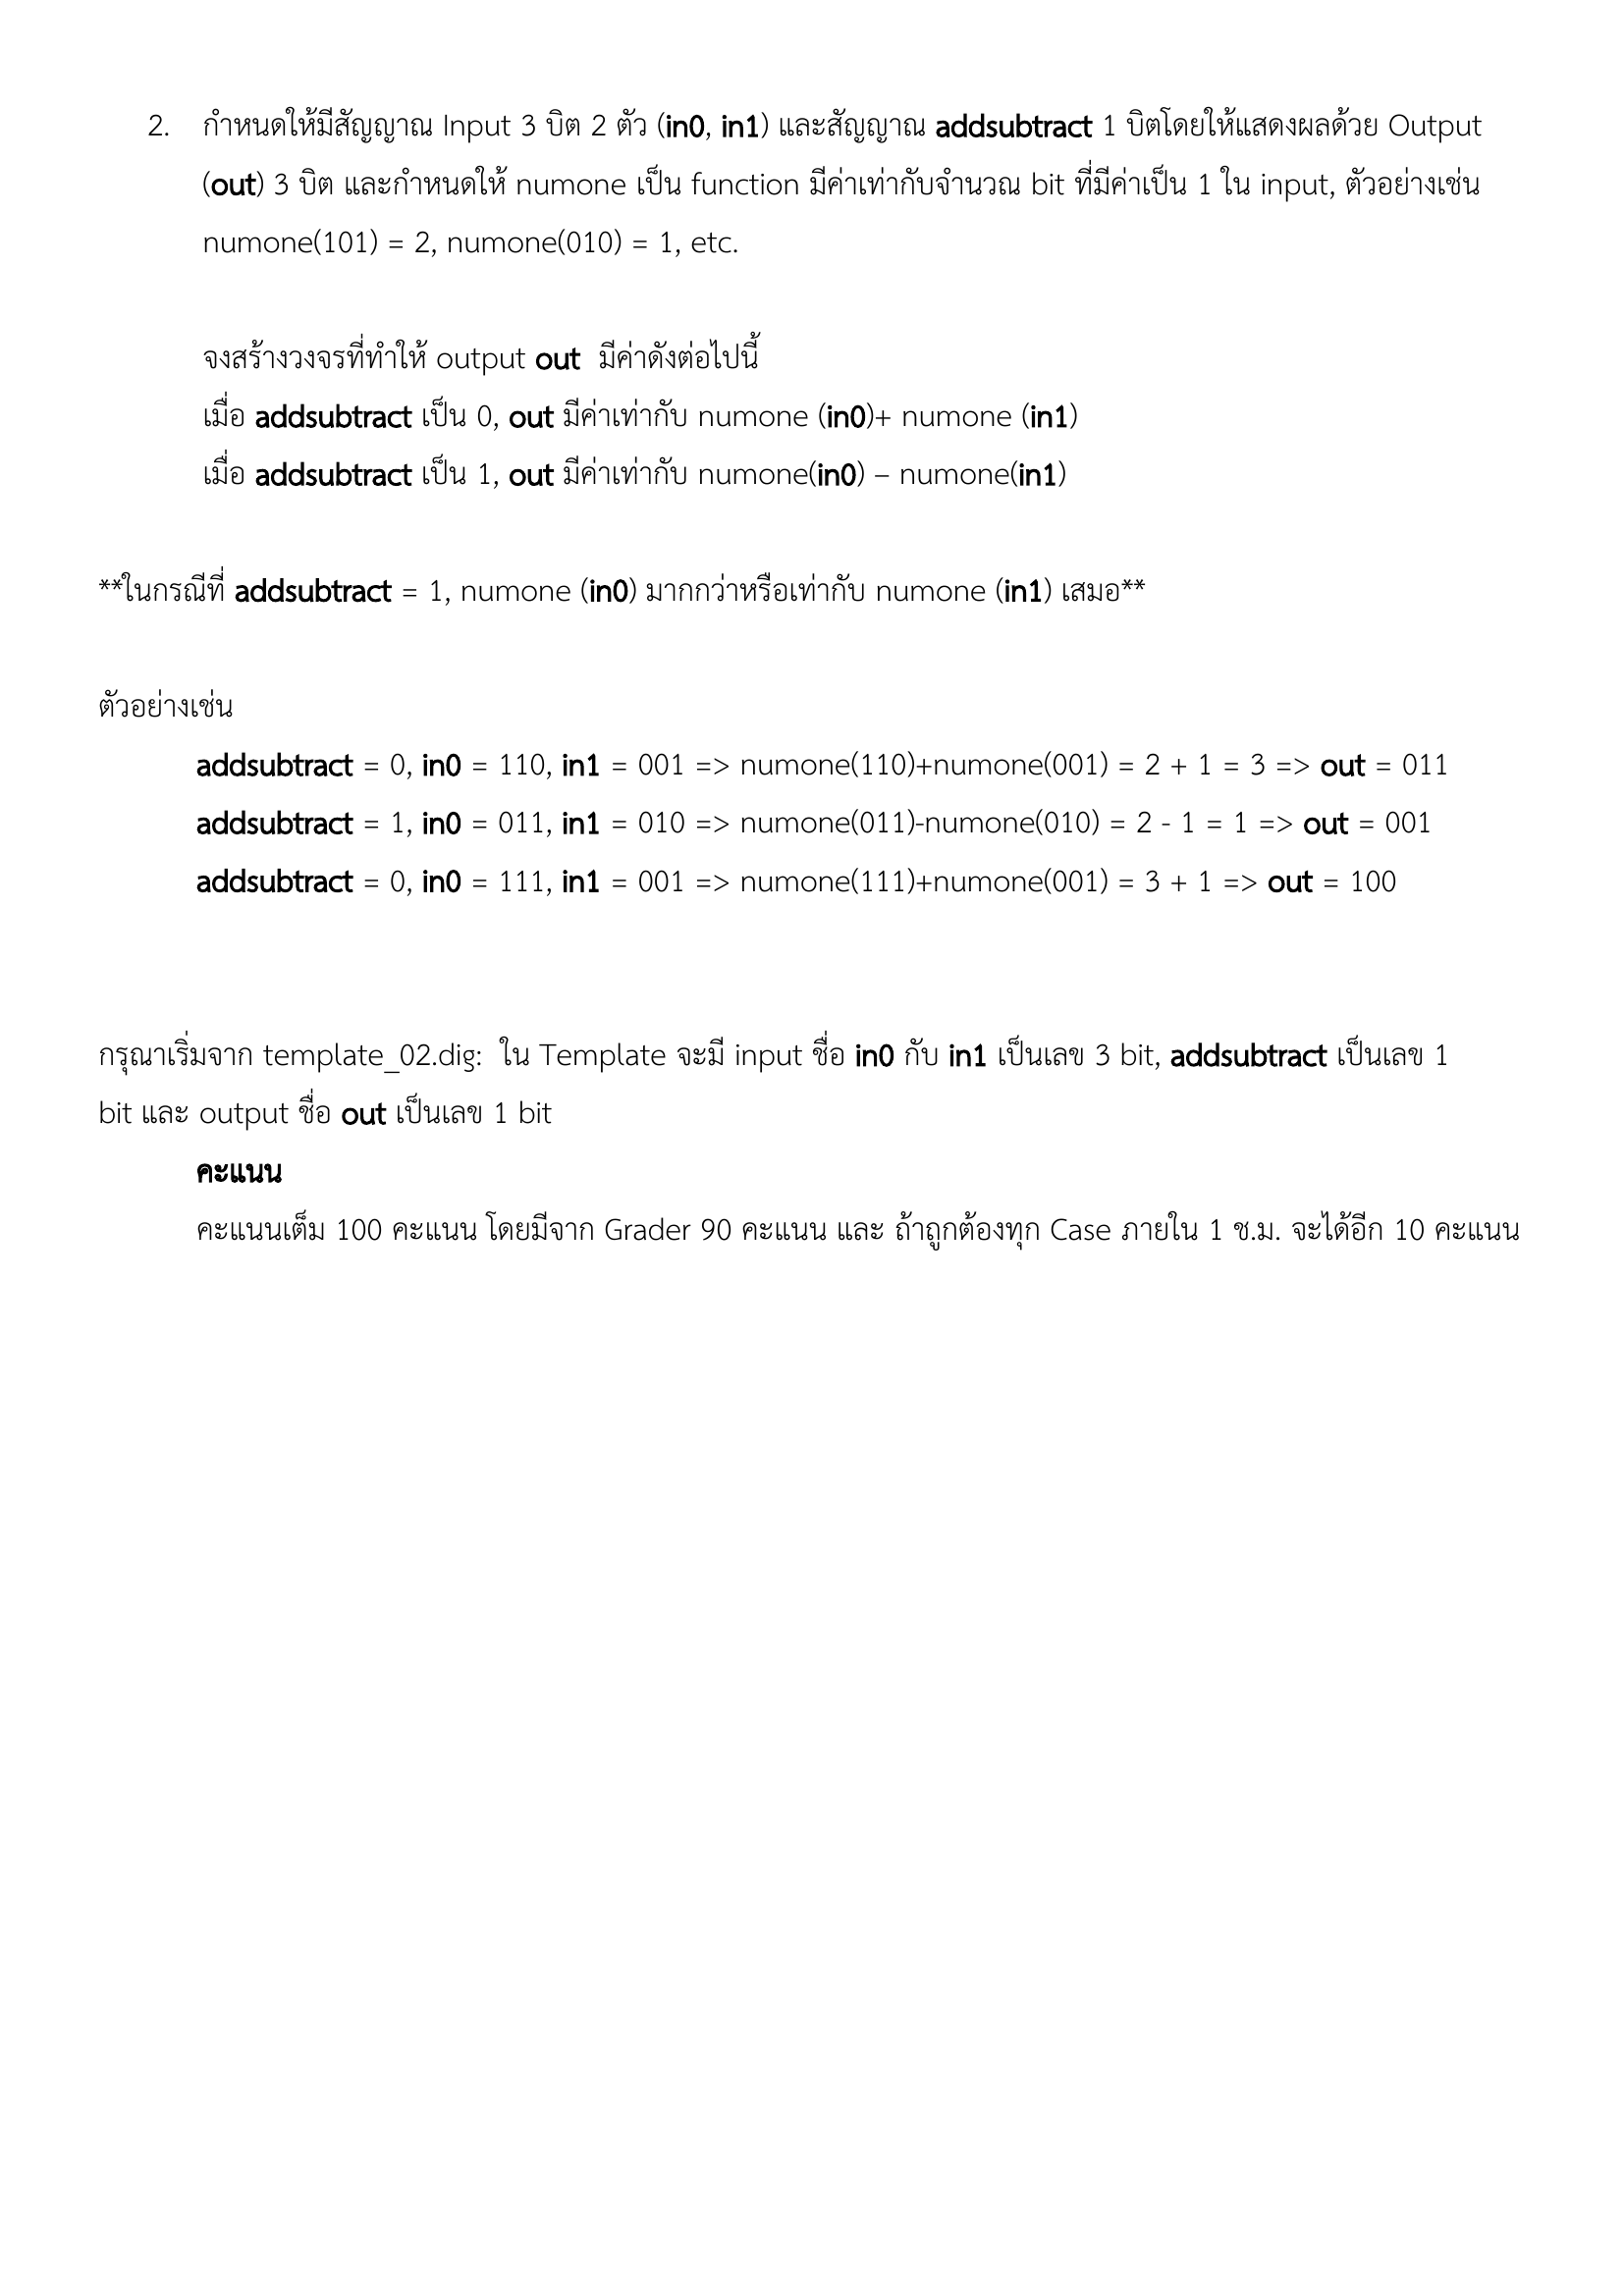 2. กำหนดให้มีสัญญาณ Input 3 บิต 2 ตัว (in0, in1) และสัญญาณ addsubtract 1 บิตโดยให้แสดงผลด้วย Output
(out) 3 บิต และกำหนดให้ numone เป็น function มีค่าเท่ากับจำนวณ bit ที่มีค่าเป็น 1 ใน input, ตัวอย่างเช่น
numone(101) = 2, numone(010) = 1, etc.
จงสร้างวงจรที่ทำให้ output out มีค่าดังต่อไปนี้
เมื่อ addsubtract เป็น 0, out มีค่าเท่ากับ numone (in0)+ numone (in1)
เมื่อ addsubtract เป็น 1, out มีค่าเท่ากับ numone(in0) – numone(in1)
**ในกรณีที่ addsubtract = 1, numone (in0) มากกว่าหรือเท่ากับ numone (in1) เสมอ**
ตัวอย่างเช่น
addsubtract = 0, in0 = 110, in1 = 001 => numone(110)+numone(001) = 2 + 1 = 3 => out = 011
addsubtract = 1, in0 = 011, in1 = 010 => numone(011)-numone(010) = 2 - 1 = 1 => out = 001
addsubtract = 0, in0 = 111, in1 = 001 => numone(111)+numone(001) = 3 + 1 => out = 100
กรุณาเริ่มจาก template_02.dig: ใน Template จะมี input ชื่อ in0 กับ in1 เป็นเลข 3 bit, addsubtract เป็นเลข 1
bit และ output ชื่อ out เป็นเลข 1 bit
คะแนน
คะแนนเต็ม 100 คะแนน โดยมีจาก Grader 90 คะแนน และ ถ้าถูกต้องทุก Case ภายใน 1 ช.ม. จะได้อีก 10 คะแนน